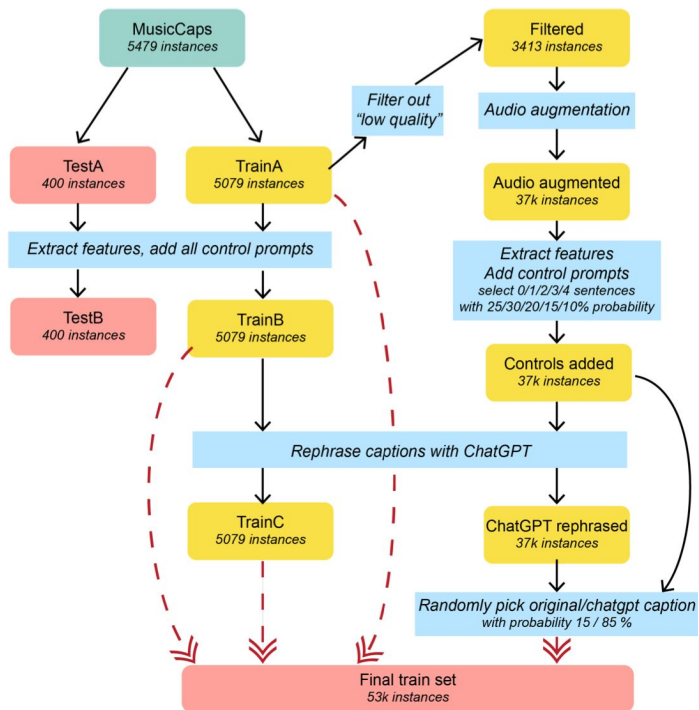 MusicCaps
5479 instances
Filtered
3413 instances
Filter out
“low quality”
Audio augmentation
TestA
400 instances
TrainA
5079 instances
Audio augmented
37k instances
Extract features, add all control prompts
Extract features
Add control prompts
select 0/1/2/3/4 sentences
with 25/30/20/15/10% probability
TestB
400 instances
TrainB
5079 instances
Controls added
37k instances
Rephrase captions with ChatGPT
TrainC
5079 instances
ChatGPT rephrased
37k instances
Randomly pick original/chatgpt caption
with probability 15 / 85 %
Final train set
53k instances